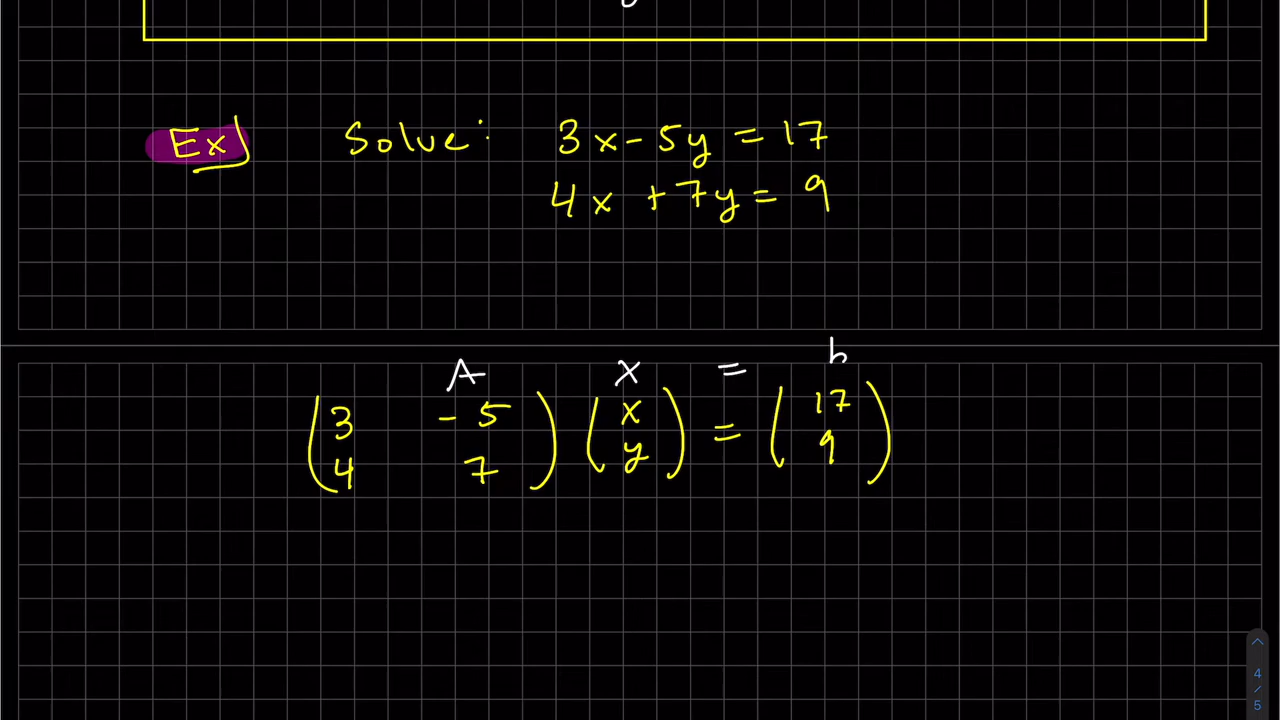 Ex Solve: 3x - 5y = 17
4x + 7y = 9
A x = b
(3 -5) (x) = (17)
(4 7) (y) (9)
4
/
5